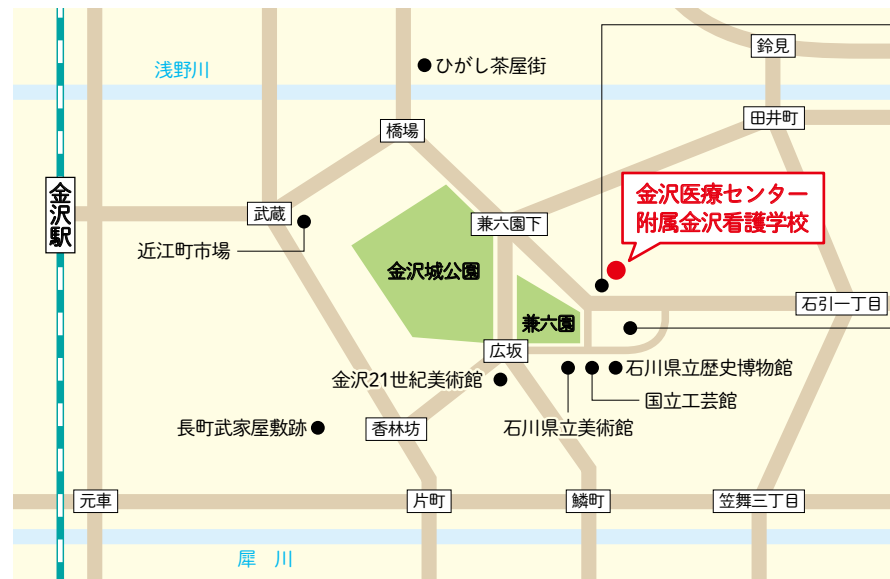 鈴見
ひがし茶屋街
浅野川
田井町
橋場
金沢駅
金沢医療センター
附属金沢看護学校
武蔵
兼六園下
近江町市場
金沢城公園
石引一丁目
兼六園
広坂
石川県立歴史博物館
金沢21世紀美術館
国立工芸館
長町武家屋敷跡
香林坊
石川県立美術館
元車
片町
鱗町
笠舞三丁目
犀 川